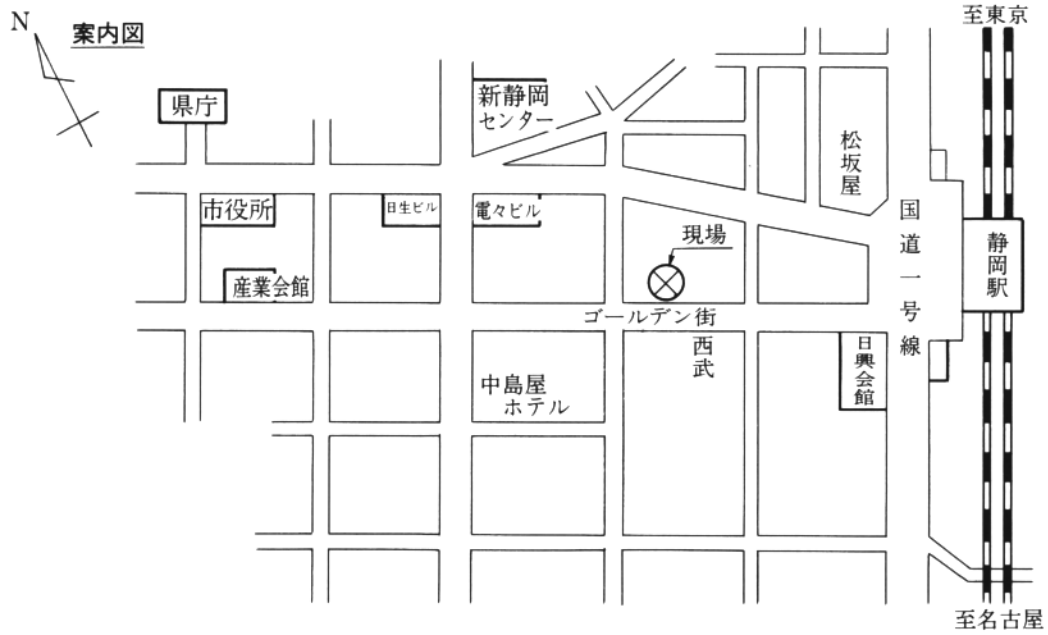 至東京
N
案内図
県庁
新静岡
センター
松坂屋
市役所
日生ビル
電々ビル
国道一号線
現場
静岡駅
産業会館
ゴールデン街
西武
日興会館
中島屋
ホテル
至名古屋